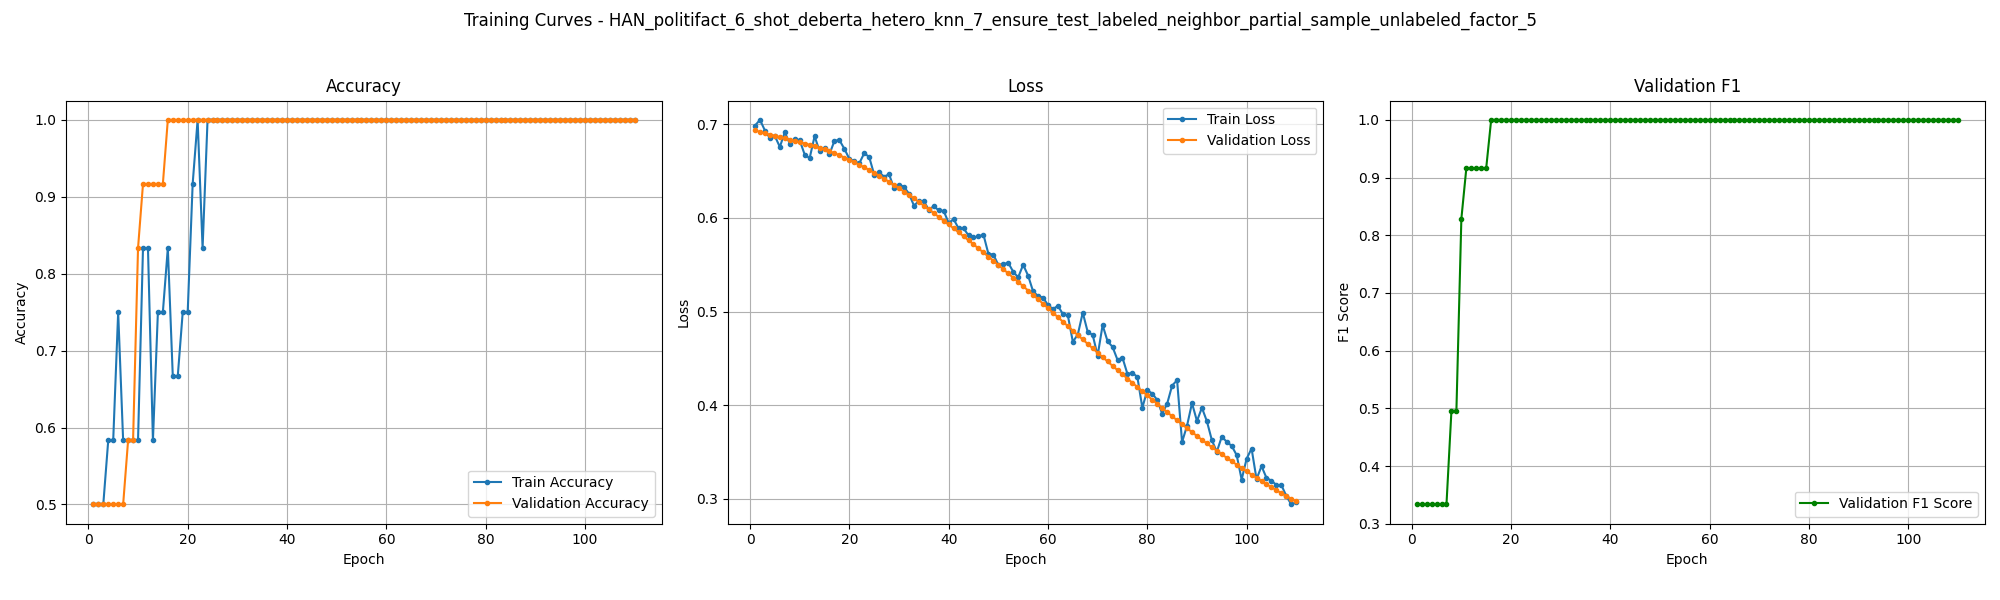 Training Curves - HAN_politifact_6_shot_deberta_hetero_knn_7_ensure_test_labeled_neighbor_partial_sample_unlabeled_factor_5
Accuracy
Accuracy
1.0
0.9
0.8
0.7
0.6
0.5
0 20 40 60 80 100
Epoch
Train Accuracy
Validation Accuracy
Loss
Loss
0.7
0.6
0.5
0.4
0.3
0 20 40 60 80 100
Epoch
Train Loss
Validation Loss
Validation F1
F1 Score
1.0
0.9
0.8
0.7
0.6
0.5
0.4
0.3
0 20 40 60 80 100
Epoch
Validation F1 Score